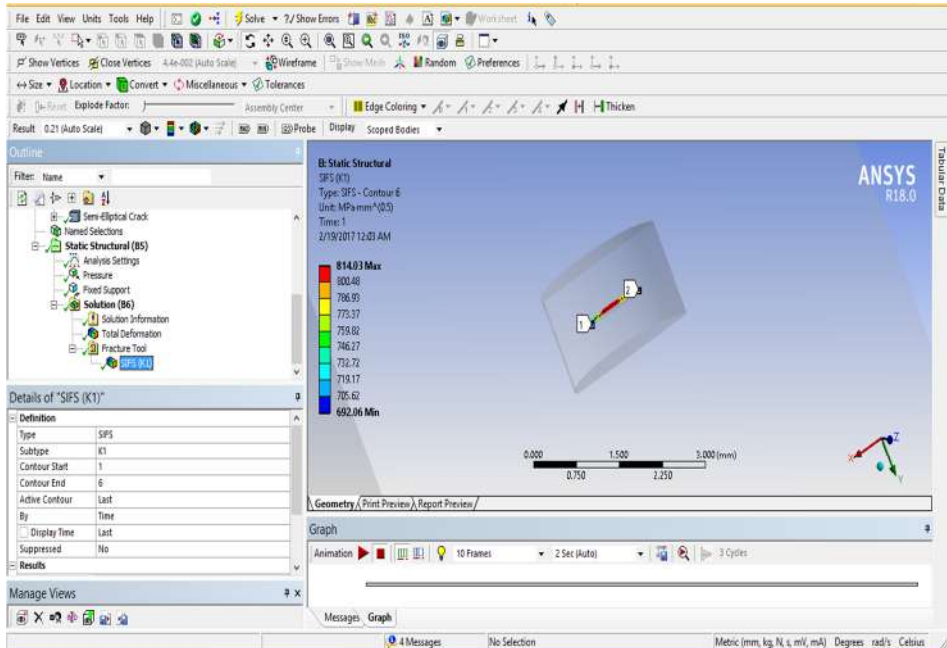 File Edit View Units Tools Help Solve ?/Show Errors Worksheet
Show Vertices Close Vertices 4.4e-002 (Auto Scale) Wireframe Show Mesh Random Preferences
Size Location Convert Miscellaneous Tolerances
Reset Explode Factor: Assembly Center Edge Coloring Thicken
Result 0.21 (Auto Scale) Probe Display Scoped Bodies
Outline
Filter: Name
Semi-Elliptical Crack
Named Selections
Static Structural (B5)
Analysis Settings
Pressure
Fixed Support
Solution (B6)
Solution Information
Total Deformation
Fracture Tool
SIFS (K1)
Details of "SIFS (K1)"
Definition
Type SIFS
Subtype K1
Contour Start 1
Contour End 6
Active Contour Last
By Time
Display Time Last
Suppressed No
Results
Manage Views
B: Static Structural
SIFS (K1)
Type: SIFS - Contour 6
Unit: MPa·mm^(0.5)
Time: 1
2/19/2017 12:03 AM
814.03 Max
800.48
786.93
773.37
759.82
746.27
732.72
719.17
705.62
692.06 Min
ANSYS
R18.0
1
2
0.000 1.500 3.000 (mm)
0.750 2.250
X
Y
Z
Tabular Data
Geometry Print Preview Report Preview
Graph
Animation 10 Frames 2 Sec (Auto) 3 Cycles
Messages Graph
4 Messages No Selection Metric (mm, kg, N, s, mV, mA) Degrees rad/s Celsius